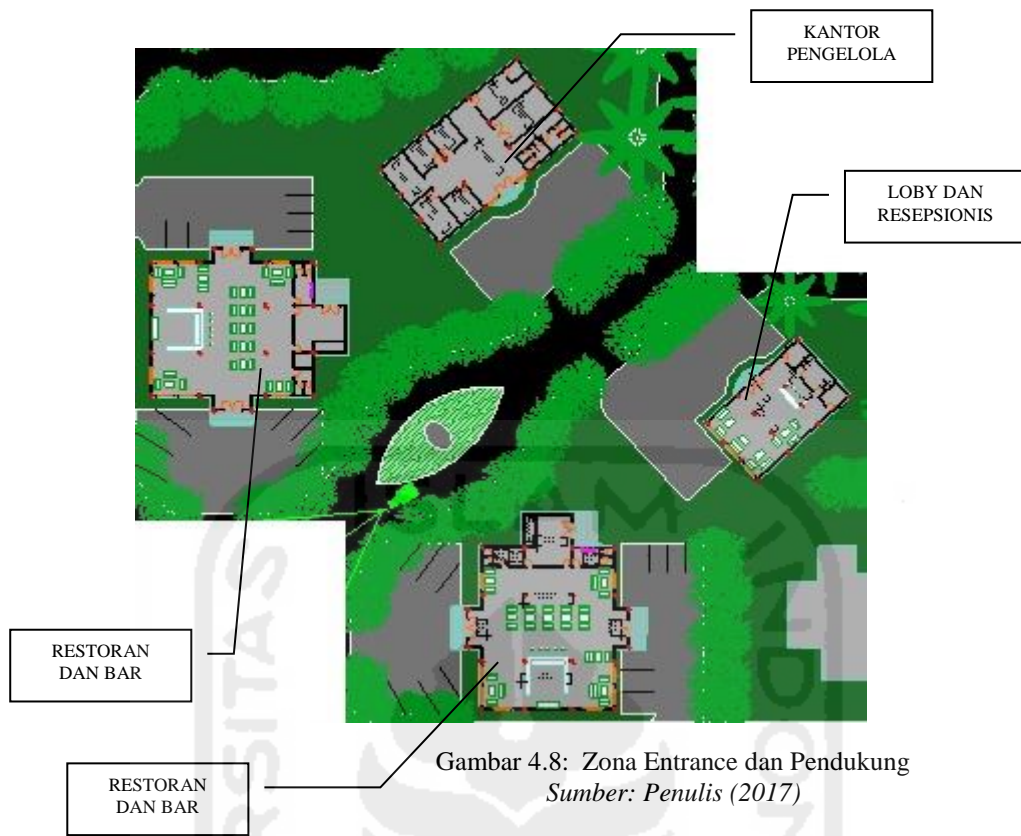 KANTOR
PENGELOLA
LOBY DAN
RESEPSIONIS
RESTORAN
DAN BAR
RESTORAN
DAN BAR
Gambar 4.8: Zona Entrance dan Pendukung
Sumber: Penulis (2017)
ISLAM